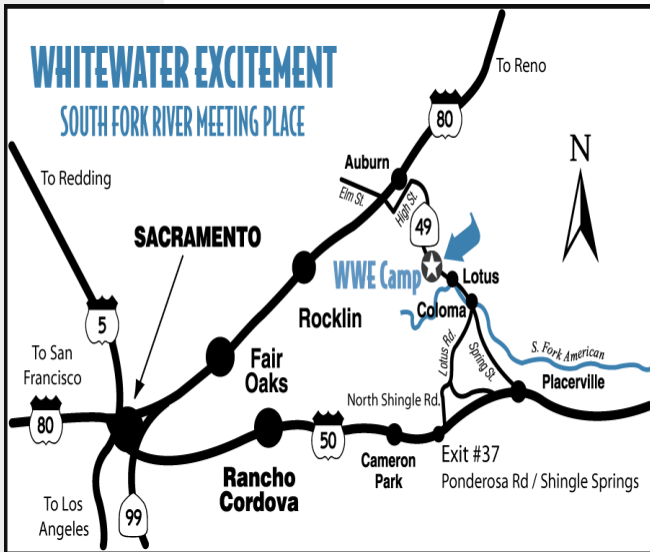 WHITEWATER EXCITEMENT
SOUTH FORK RIVER MEETING PLACE
To Reno
80
Auburn
Elm St.
High St.
49
N
To Redding
SACRAMENTO
WWE Camp
Lotus
Coloma
Rocklin
5
To San
Francisco
Fair
Oaks
Lotus Rd.
Spring St.
S. Fork American
Placerville
North Shingle Rd.
80
50
Rancho
Cordova
Cameron
Park
Exit #37
Ponderosa Rd / Shingle Springs
To Los
Angeles
99